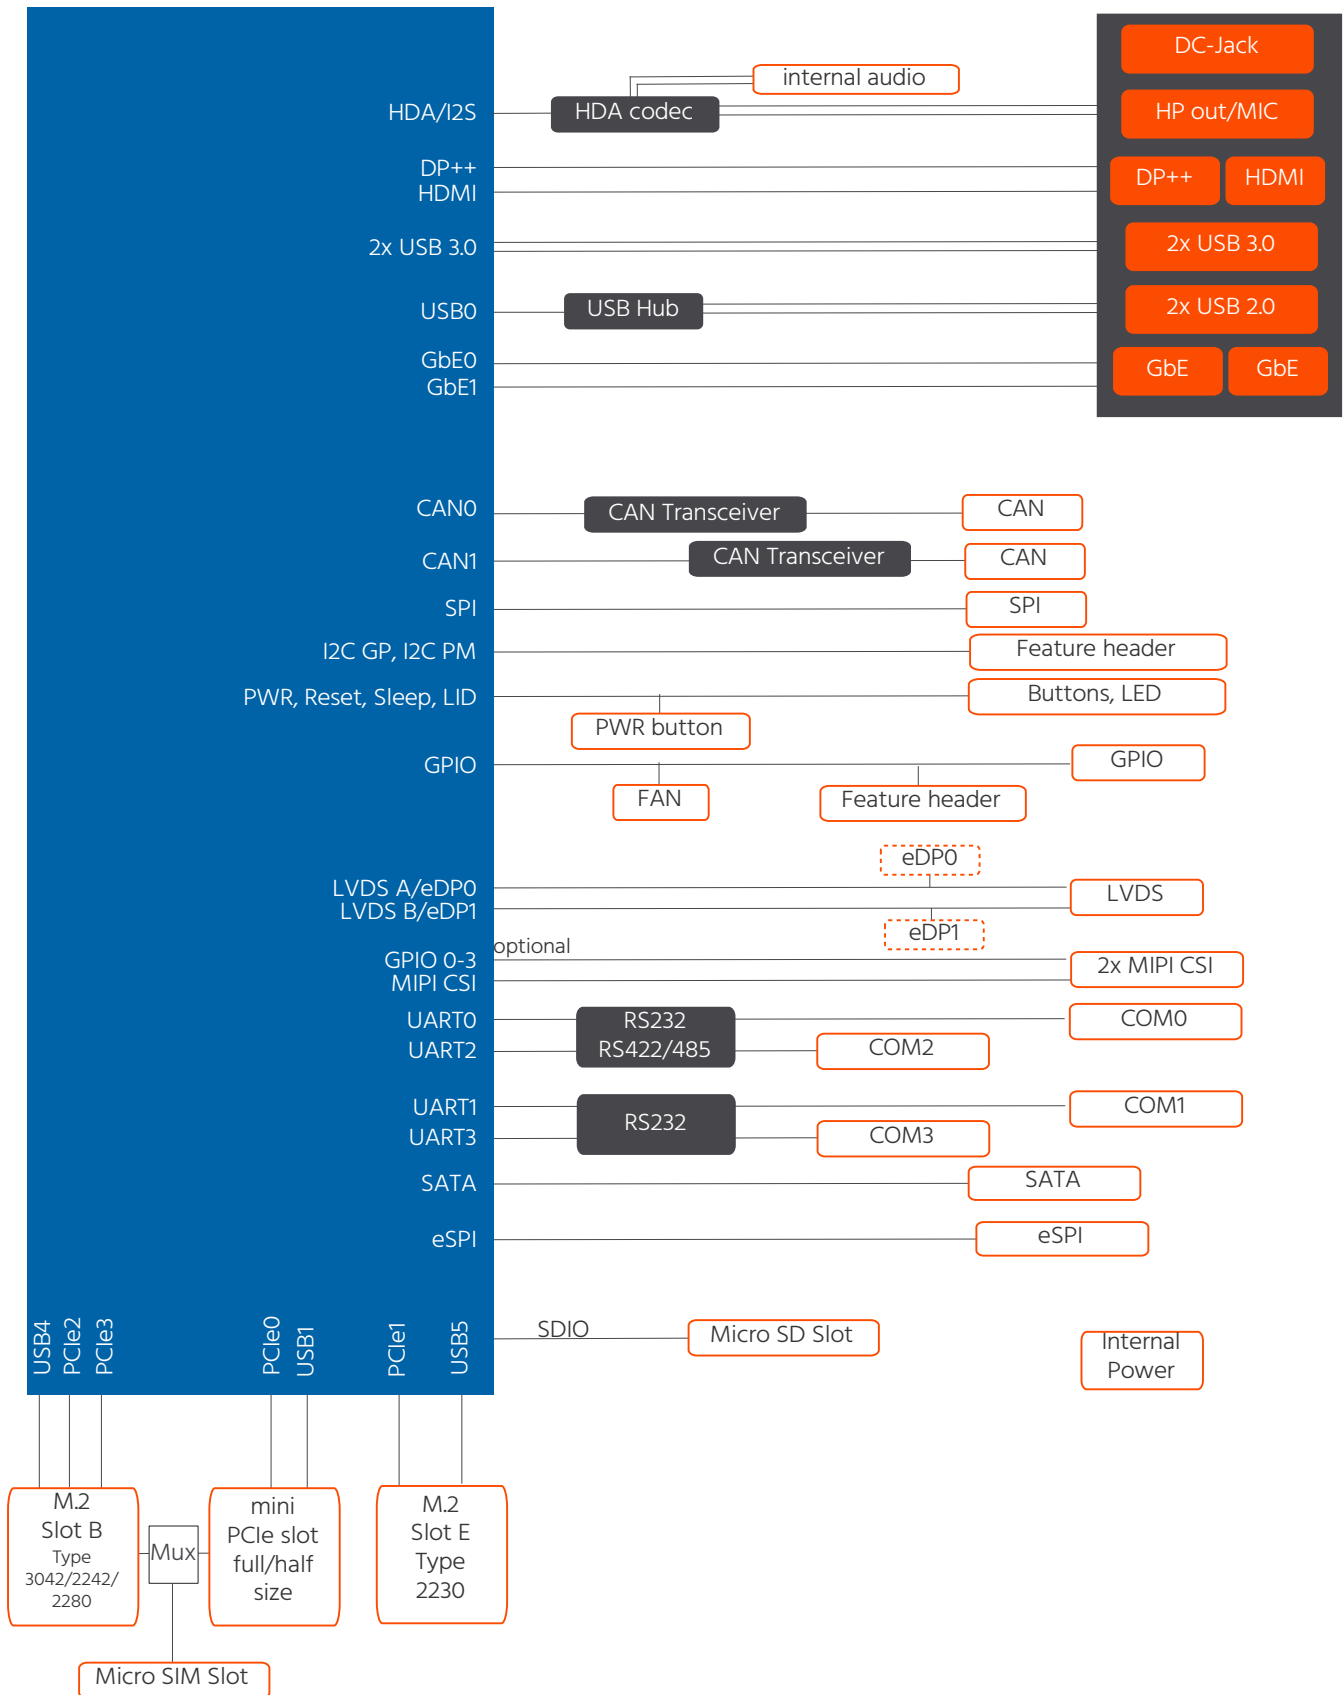 DC-Jack
internal audio
HDA/I2S
HDA codec
HP out/MIC
DP++
HDMI
DP++
HDMI
2x USB 3.0
2x USB 3.0
USB0
USB Hub
2x USB 2.0
GbE0
GbE1
GbE
GbE
CAN0
CAN Transceiver
CAN
CAN1
CAN Transceiver
CAN
SPI
SPI
I2C GP, I2C PM
Feature header
PWR, Reset, Sleep, LID
Buttons, LED
PWR button
GPIO
GPIO
FAN
Feature header
eDP0
LVDS A/eDP0
LVDS B/eDP1
LVDS
eDP1
optional
GPIO 0-3
MIPI CSI
2x MIPI CSI
UART0
UART2
RS232
RS422/485
COM0
COM2
UART1
UART3
RS232
COM1
COM3
SATA
SATA
eSPI
eSPI
USB4
PCIe2
PCIe3
PCIe0
USB1
PCIe1
USB5
SDIO
Micro SD Slot
Internal
Power
M.2
Slot B
Type
3042/2242/
2280
Mux
mini
PCIe slot
full/half
size
M.2
Slot E
Type
2230
Micro SIM Slot